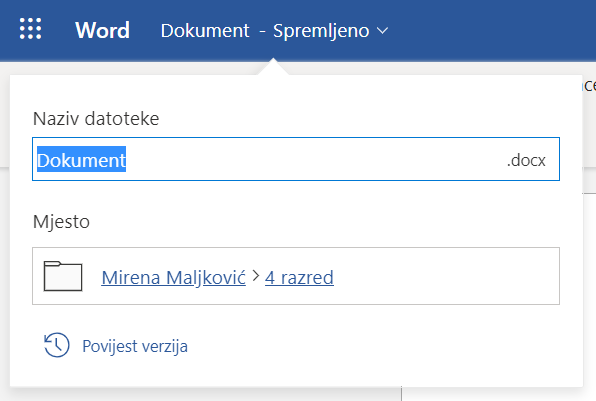 Word Dokument - Spremljeno
Naziv datoteke
Dokument .docx
Mjesto
Mirena Maljković > 4 razred
Povijest verzija